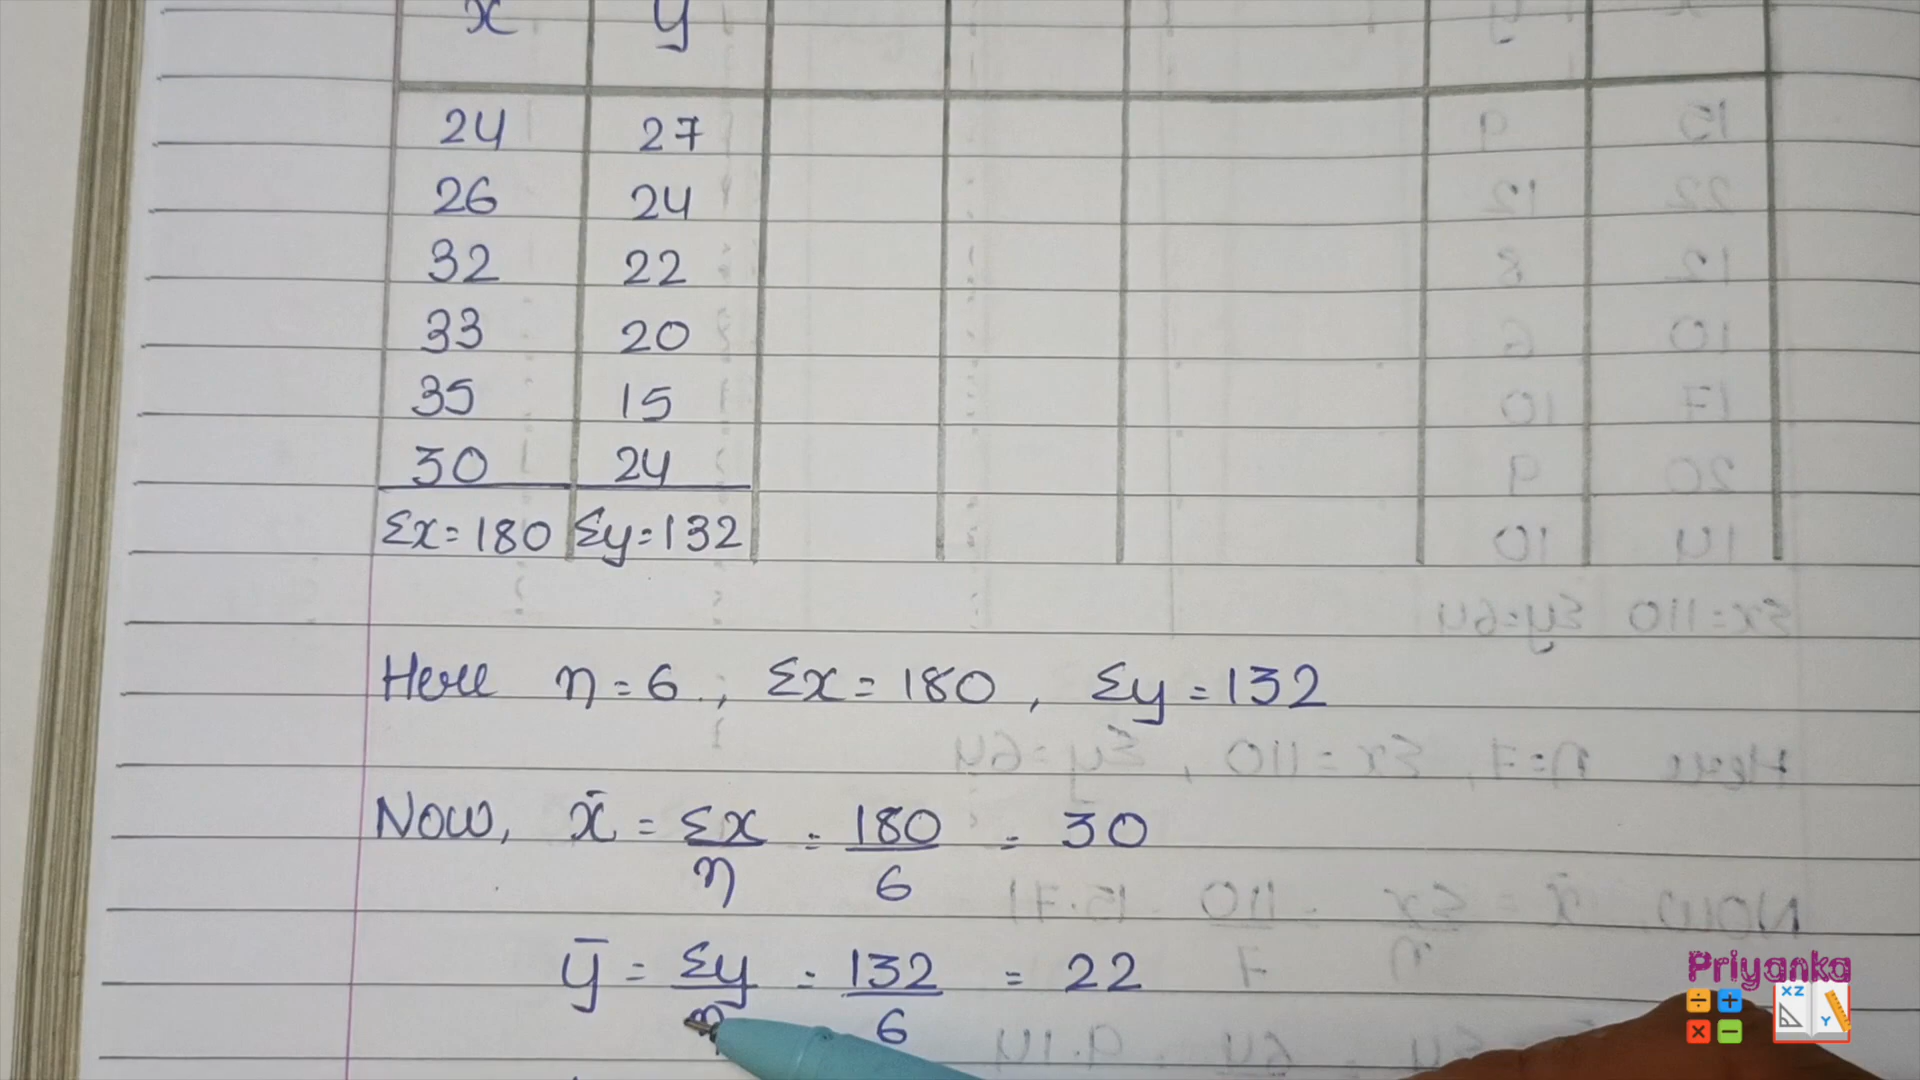 x y
24 27
26 24
32 22
33 20
35 15
30 24
Σx=180 Σy=132
Here n=6, Σx=180, Σy=132
Now, x̄ = Σx/n = 180/6 = 30
ȳ = Σy/n = 132/6 = 22
Priyanka
XZ
Y